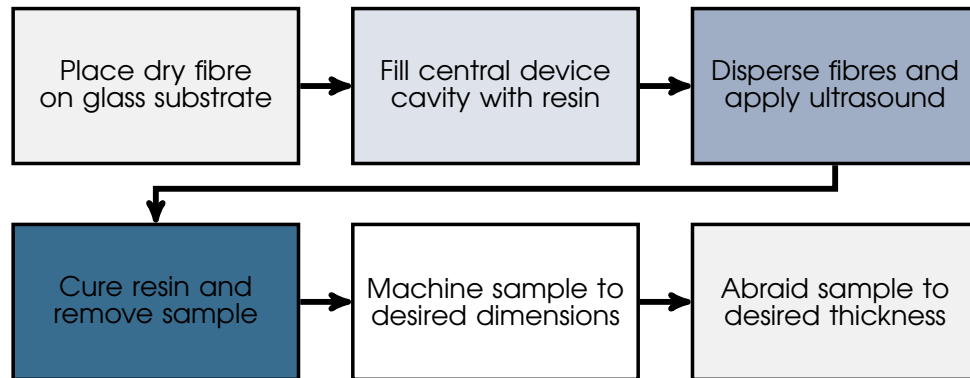 Place dry fibre
on glass substrate
Fill central device
cavity with resin
Disperse fibres and
apply ultrasound
Cure resin and
remove sample
Machine sample to
desired dimensions
Abraid sample to
desired thickness